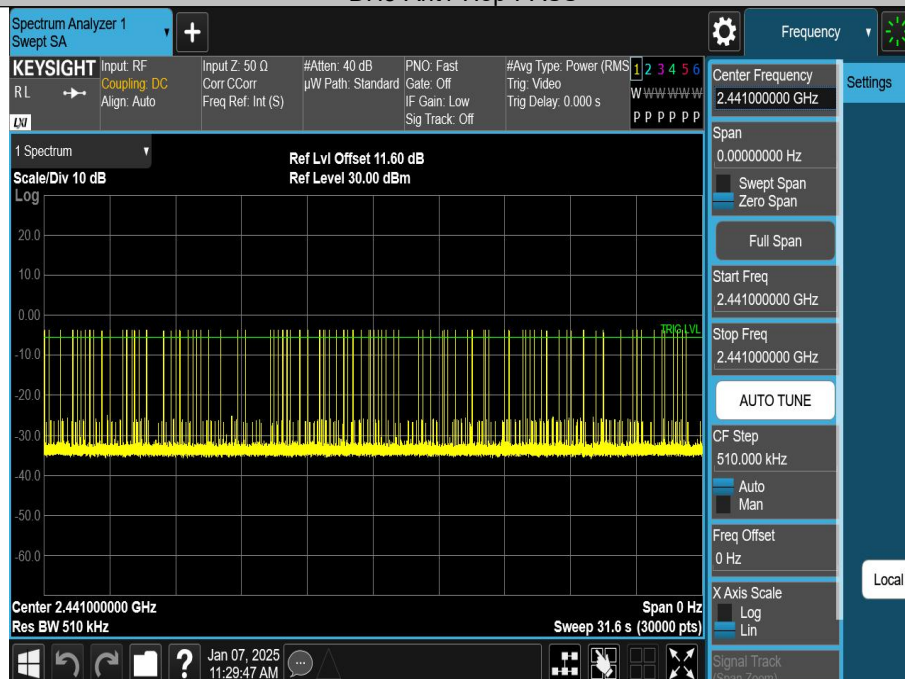 Spectrum Analyzer 1
Swept SA
Frequency
KEYSIGHT
RL
LXI
Input: RF
Coupling: DC
Align: Auto
Input Z: 50 Ω
Corr CCorr
Freq Ref: Int (S)
#Atten: 40 dB
µW Path: Standard
PNO: Fast
Gate: Off
IF Gain: Low
Sig Track: Off
#Avg Type: Power (RMS
Trig: Video
Trig Delay: 0.000 s
1 2 3 4 5 6
W W W W W W
P P P P P P
Center Frequency
2.441000000 GHz
Settings
Span
0.00000000 Hz
Swept Span
Zero Span
Full Span
Start Freq
2.441000000 GHz
Stop Freq
2.441000000 GHz
AUTO TUNE
CF Step
510.000 kHz
Auto
Man
Freq Offset
0 Hz
X Axis Scale
Log
Lin
Signal Track
(Span Zoom)
Local
1 Spectrum
Scale/Div 10 dB
Log
Ref Lvl Offset 11.60 dB
Ref Level 30.00 dBm
20.0
10.0
0.00
TRIG LVL
-10.0
-20.0
-30.0
-40.0
-50.0
-60.0
Center 2.441000000 GHz
Span 0 Hz
Res BW 510 kHz
Sweep 31.6 s (30000 pts)
?
Jan 07, 2025
11:29:47 AM